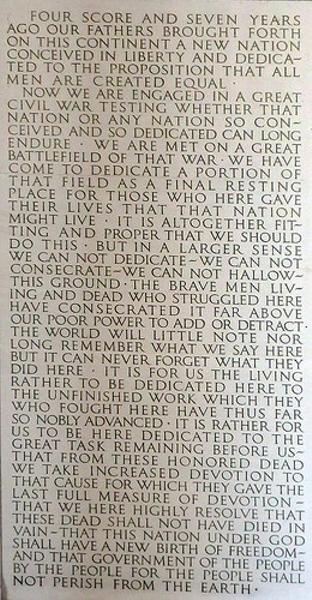 FOUR SCORE AND SEVEN YEARS
AGO OUR FATHERS BROUGHT FORTH
ON THIS CONTINENT A NEW NATION
CONCEIVED IN LIBERTY AND DEDICA-
TED TO THE PROPOSITION THAT ALL
MEN ARE CREATED EQUAL ·
NOW WE ARE ENGAGED IN A GREAT
CIVIL WAR TESTING WHETHER THAT
NATION OR ANY NATION SO CON-
CEIVED AND SO DEDICATED CAN LONG
ENDURE · WE ARE MET ON A GREAT
BATTLEFIELD OF THAT WAR · WE HAVE
COME TO DEDICATE A PORTION OF
THAT FIELD AS A FINAL RESTING
PLACE FOR THOSE WHO HERE GAVE
THEIR LIVES THAT THAT NATION
MIGHT LIVE · IT IS ALTOGETHER FIT-
TING AND PROPER THAT WE SHOULD
DO THIS · BUT IN A LARGER SENSE
WE CAN NOT DEDICATE–WE CAN NOT
CONSECRATE–WE CAN NOT HALLOW–
THIS GROUND · THE BRAVE MEN LIV-
ING AND DEAD WHO STRUGGLED HERE
HAVE CONSECRATED IT FAR ABOVE
OUR POOR POWER TO ADD OR DETRACT ·
THE WORLD WILL LITTLE NOTE NOR
LONG REMEMBER WHAT WE SAY HERE
BUT IT CAN NEVER FORGET WHAT THEY
DID HERE · IT IS FOR US THE LIVING
RATHER TO BE DEDICATED HERE TO
THE UNFINISHED WORK WHICH THEY
WHO FOUGHT HERE HAVE THUS FAR
SO NOBLY ADVANCED · IT IS RATHER FOR
US TO BE HERE DEDICATED TO THE
GREAT TASK REMAINING BEFORE US–
THAT FROM THESE HONORED DEAD
WE TAKE INCREASED DEVOTION TO
THAT CAUSE FOR WHICH THEY GAVE THE
LAST FULL MEASURE OF DEVOTION–
THAT WE HERE HIGHLY RESOLVE THAT
THESE DEAD SHALL NOT HAVE DIED IN
VAIN–THAT THIS NATION UNDER GOD
SHALL HAVE A NEW BIRTH OF FREEDOM–
AND THAT GOVERNMENT OF THE PEOPLE
BY THE PEOPLE FOR THE PEOPLE SHALL
NOT PERISH FROM THE EARTH ·